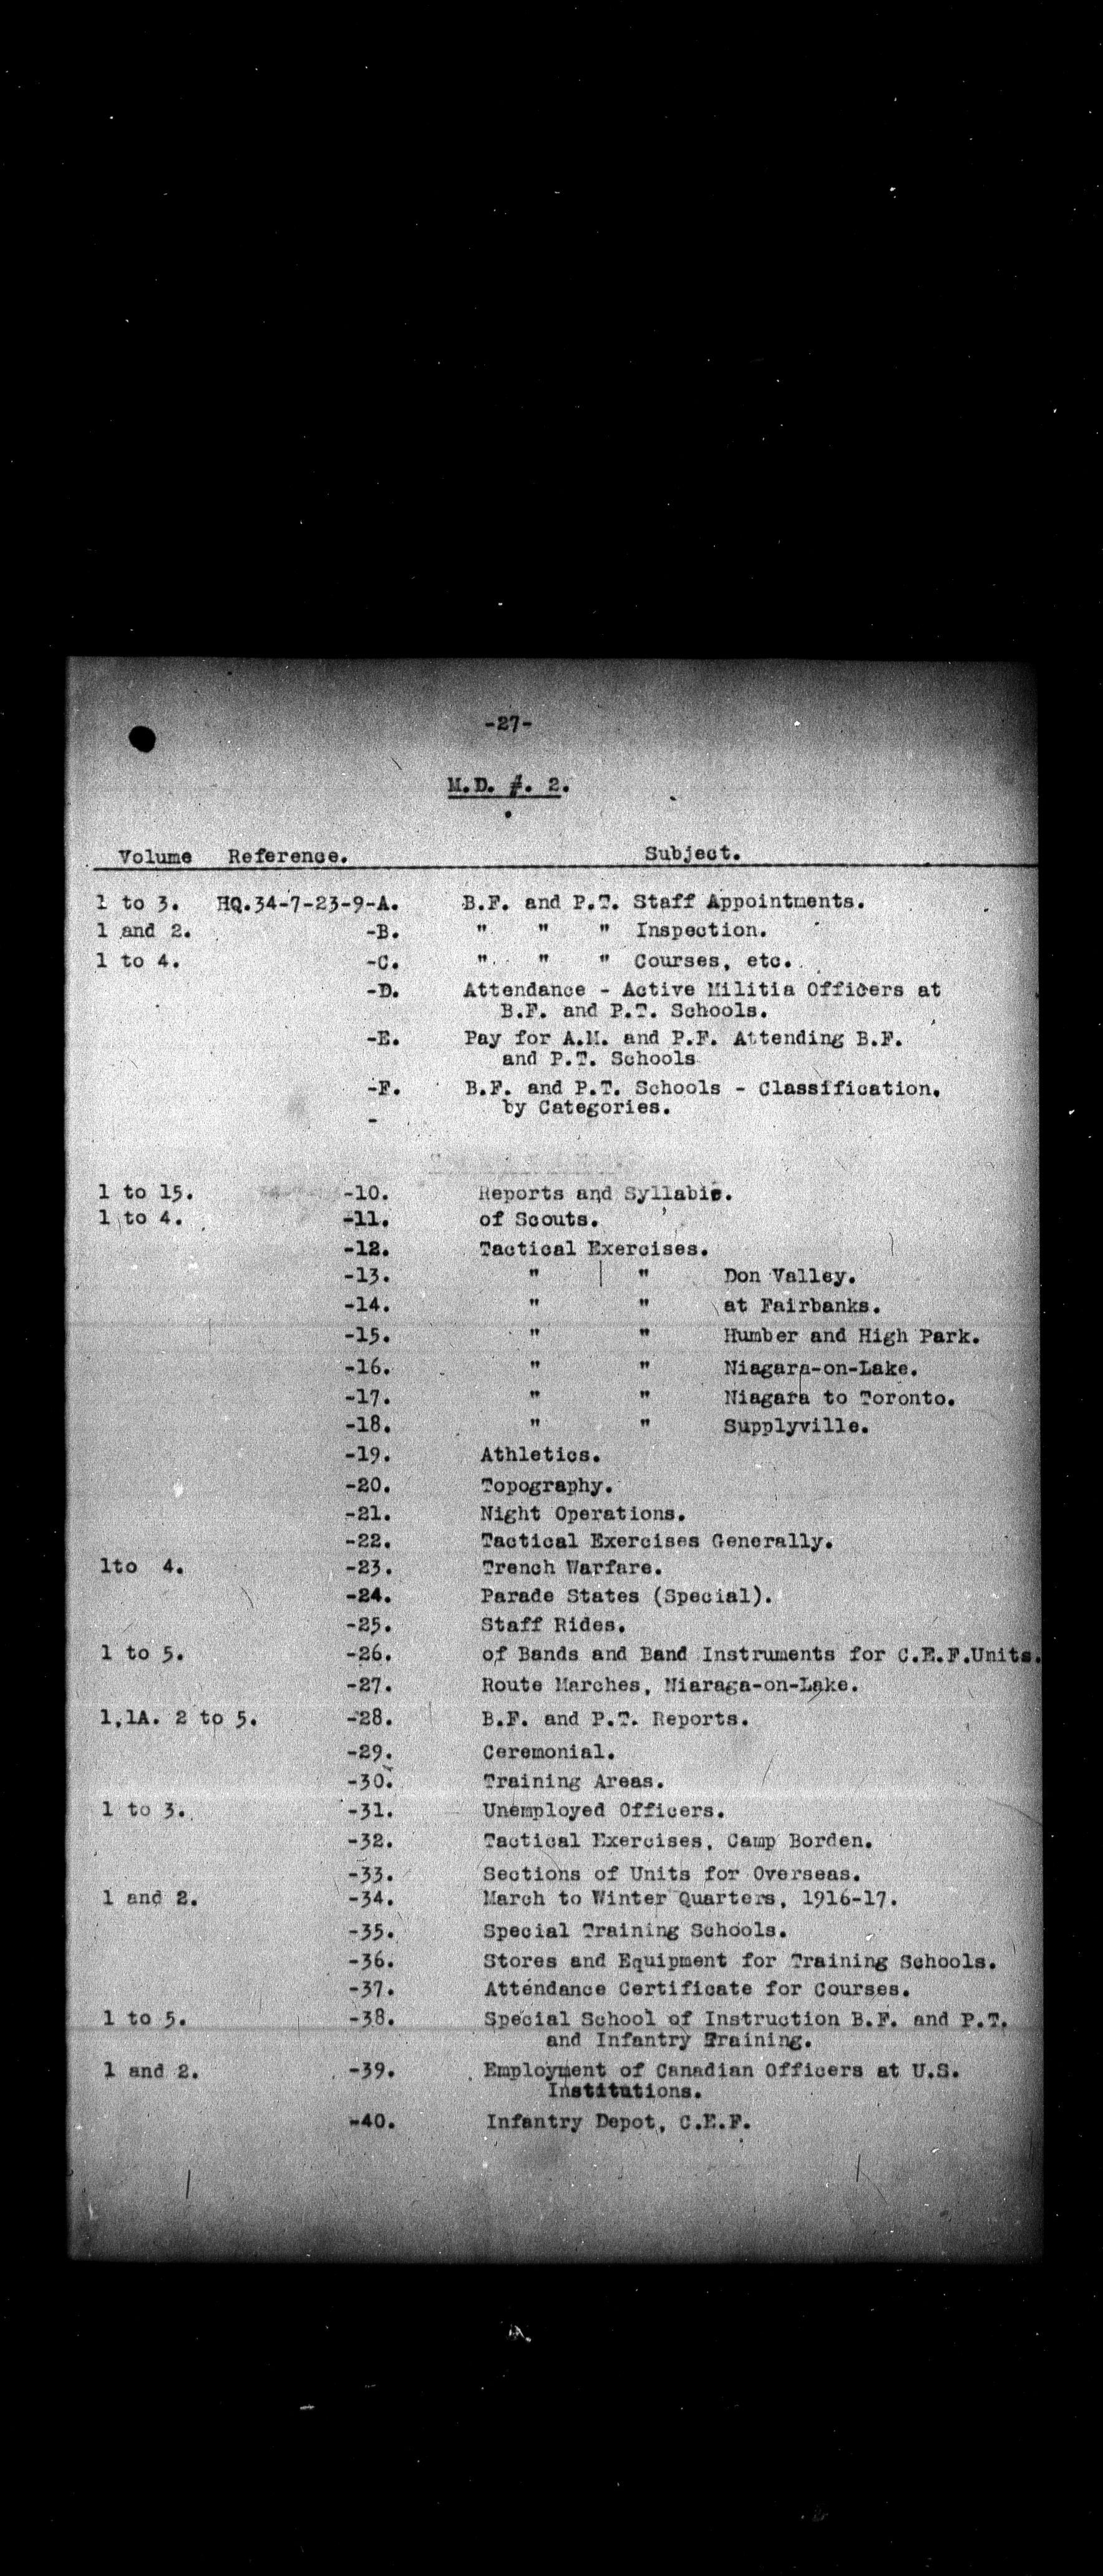 -27-
M.D. #. 2.
Volume Reference. Subject.
1 to 3. HQ.34-7-23-9-A. B.F. and P.T. Staff Appointments.
1 and 2. -B. " " " Inspection.
1 to 4. -C. " " " Courses, etc.
-D. Attendance - Active Militia Officers at
B.F. and P.T. Schools.
-E. Pay for A.M. and P.F. Attending B.F.
and P.T. Schools
-F. B.F. and P.T. Schools - Classification.
by Categories.
-
1 to 15. -10. Reports and Syllabis.
1 to 4. -11. of Scouts.
-12. Tactical Exercises.
-13. " " Don Valley.
-14. " " at Fairbanks.
-15. " " Humber and High Park.
-16. " " Niagara-on-Lake.
-17. " " Niagara to Toronto.
-18. " " Supplyville.
-19. Athletics.
-20. Topography.
-21. Night Operations.
-22. Tactical Exercises Generally.
1to 4. -23. Trench Warfare.
-24. Parade States (Special).
-25. Staff Rides.
1 to 5. -26. of Bands and Band Instruments for C.E.F.Units.
-27. Route Marches, Niaraga-on-Lake.
1,1A. 2 to 5. -28. B.F. and P.T. Reports.
-29. Ceremonial.
-30. Training Areas.
1 to 3. -31. Unemployed Officers.
-32. Tactical Exercises, Camp Borden.
-33. Sections of Units for Overseas.
1 and 2. -34. March to Winter Quarters, 1916-17.
-35. Special Training Schools.
-36. Stores and Equipment for Training Schools.
-37. Attendance Certificate for Courses.
1 to 5. -38. Special School of Instruction B.F. and P.T.
and Infantry Training.
1 and 2. -39. Employment of Canadian Officers at U.S.
Institutions.
-40. Infantry Depot, C.E.F.